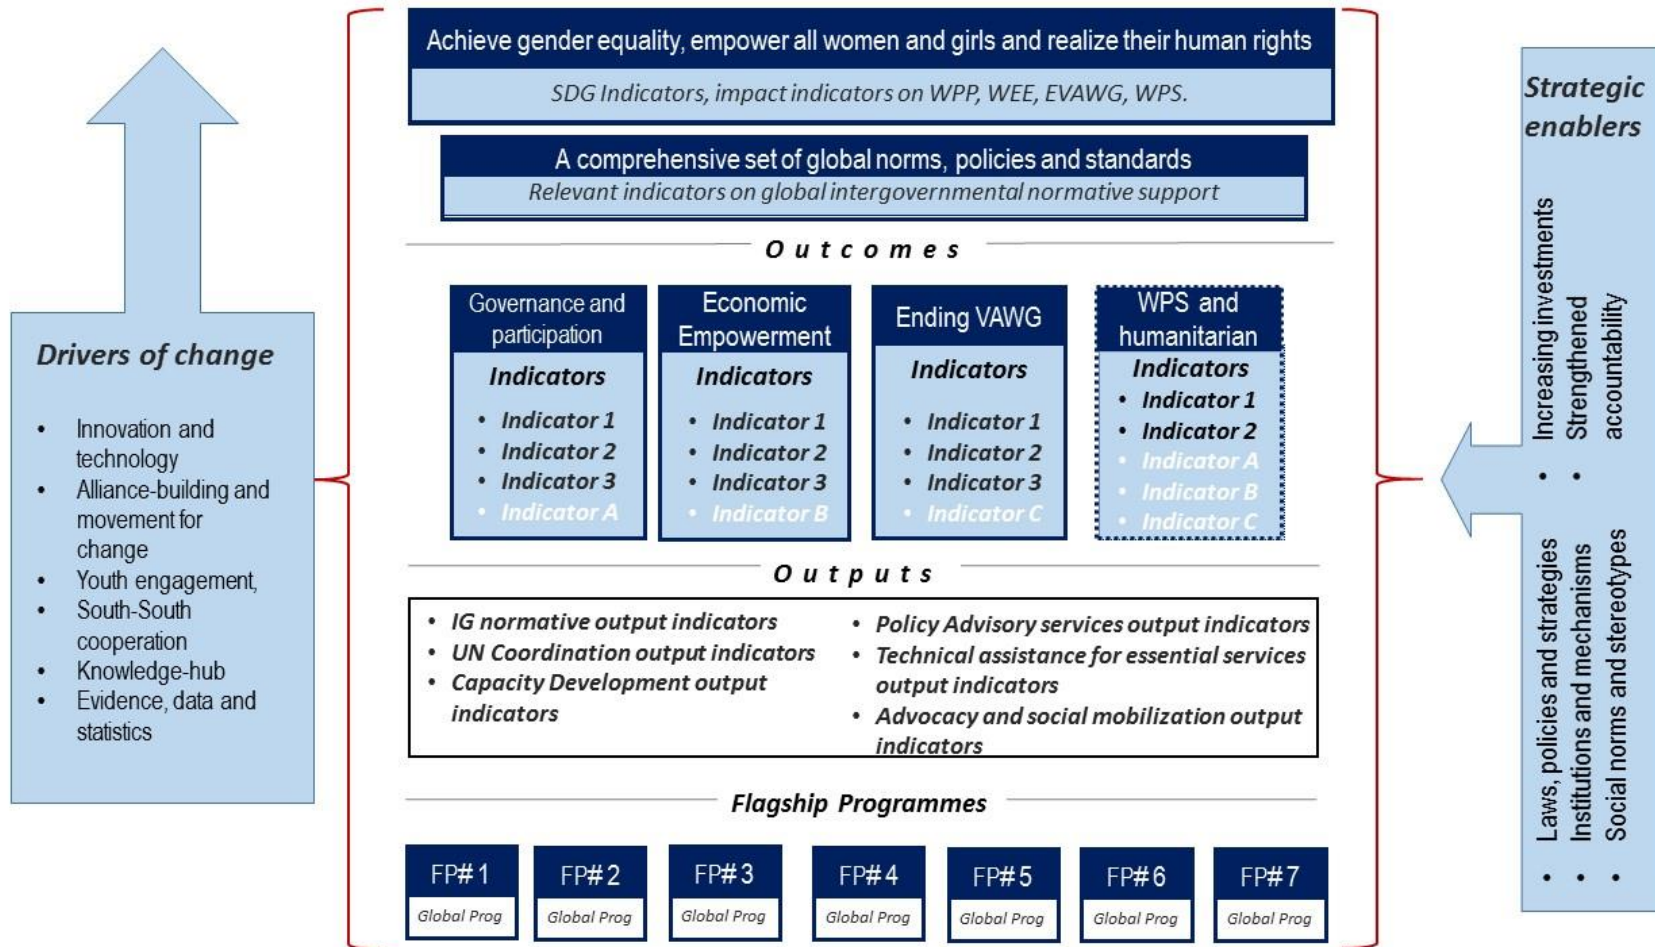 Achieve gender equality, empower all women and girls and realize their human rights
SDG Indicators, impact indicators on WPP, WEE, EVAWG, WPS.
A comprehensive set of global norms, policies and standards
Relevant indicators on global intergovernmental normative support
Outcomes
Governance and
participation
Indicators
• Indicator 1
• Indicator 2
• Indicator 3
• Indicator A
Economic
Empowerment
Indicators
• Indicator 1
• Indicator 2
• Indicator 3
• Indicator B
Ending VAWG
Indicators
• Indicator 1
• Indicator 2
• Indicator 3
• Indicator C
WPS and
humanitarian
Indicators
• Indicator 1
• Indicator 2
• Indicator A
• Indicator B
• Indicator C
Outputs
• IG normative output indicators
• UN Coordination output indicators
• Capacity Development output
indicators
• Policy Advisory services output indicators
• Technical assistance for essential services
output indicators
• Advocacy and social mobilization output
indicators
Flagship Programmes
FP# 1
Global Prog
FP# 2
Global Prog
FP# 3
Global Prog
FP# 4
Global Prog
FP# 5
Global Prog
FP# 6
Global Prog
FP# 7
Global Prog
Drivers of change
• Innovation and
technology
• Alliance-building and
movement for
change
• Youth engagement,
• South-South
cooperation
• Knowledge-hub
• Evidence, data and
statistics
Strategic
enablers
• Increasing investments
• Strengthened
accountability
• Laws, policies and strategies
• Institutions and mechanisms
• Social norms and stereotypes